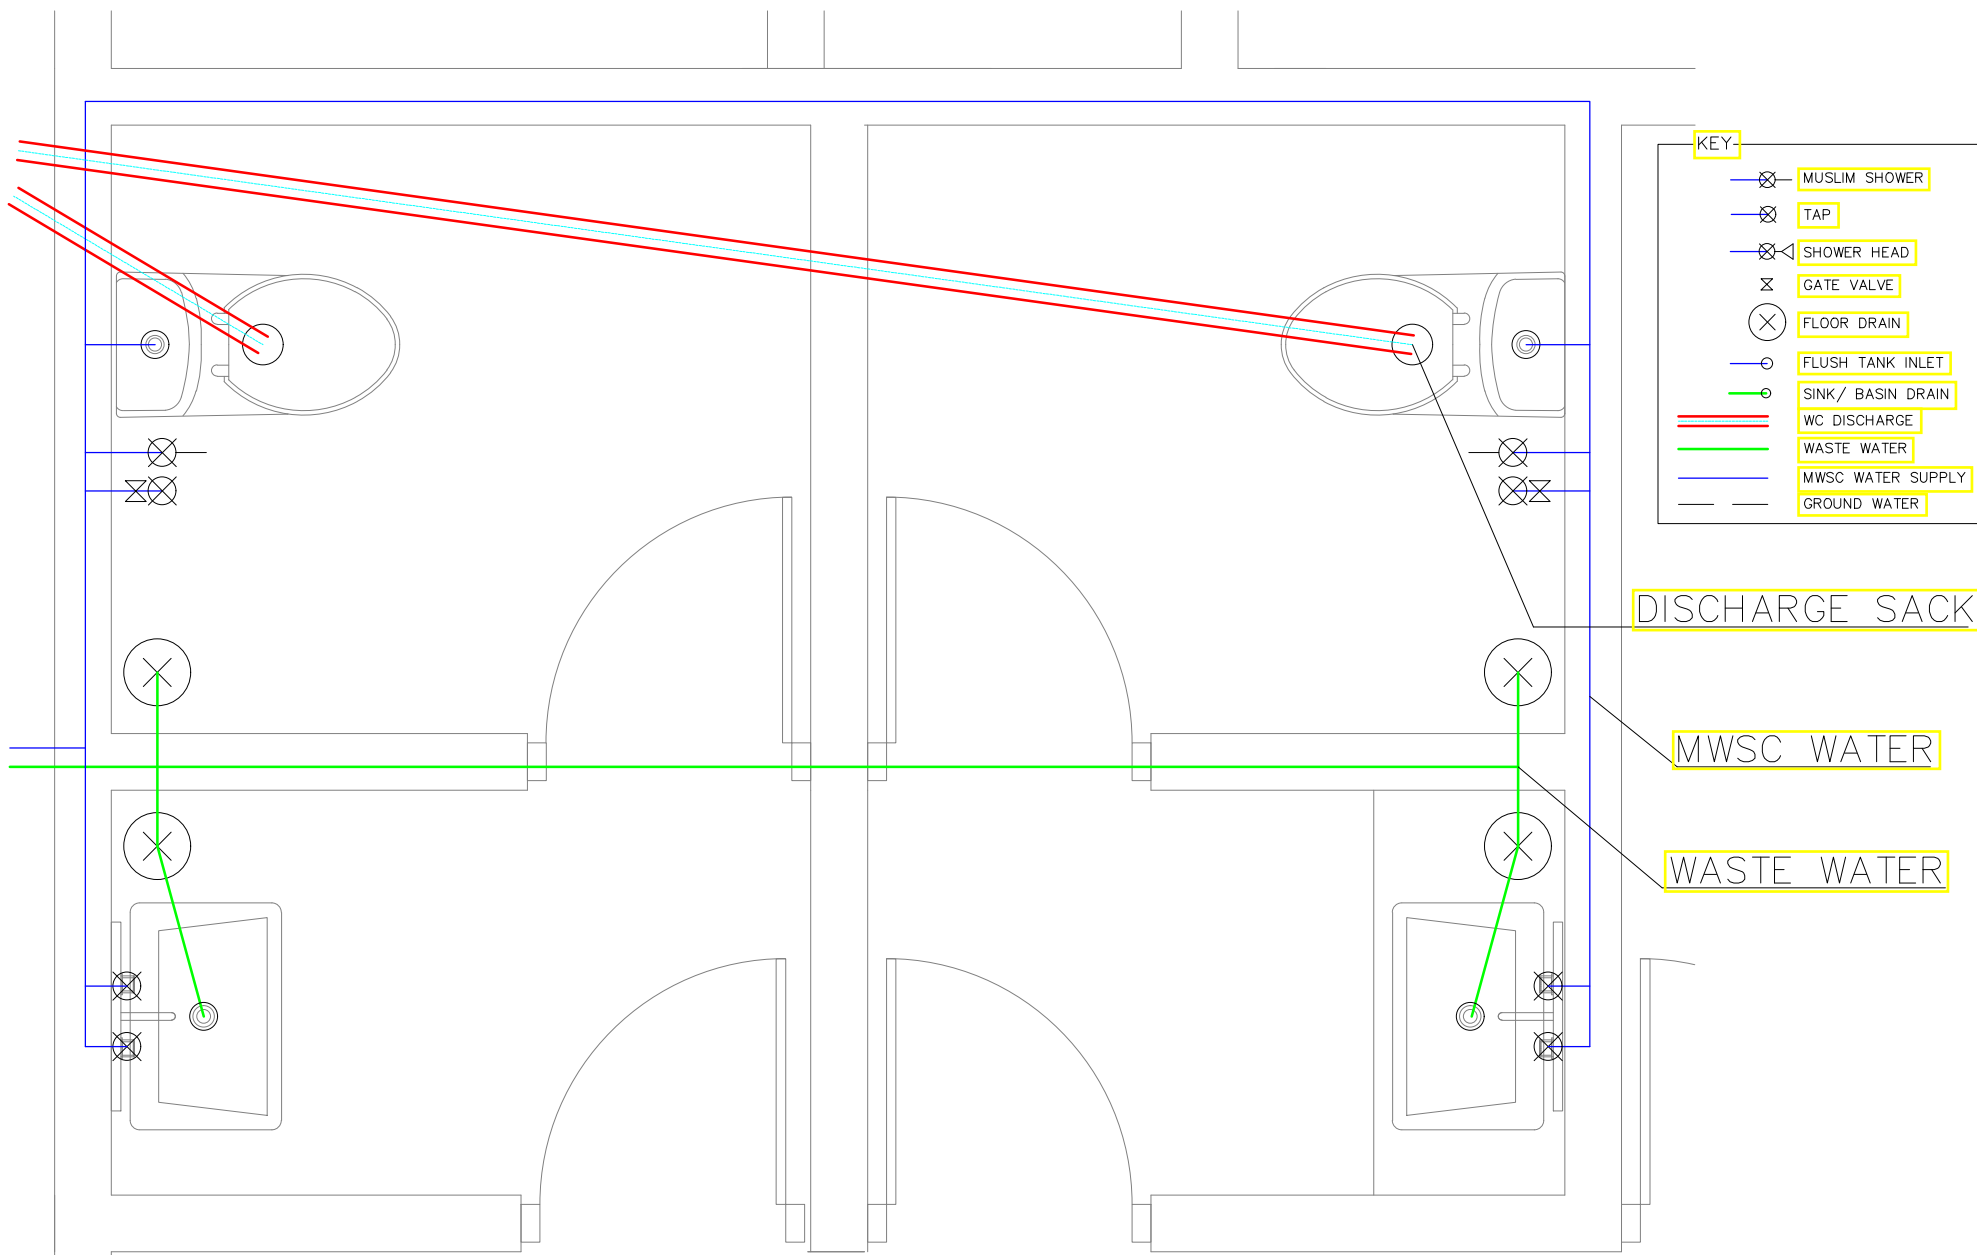 KEY
MUSLIM SHOWER
TAP
SHOWER HEAD
GATE VALVE
FLOOR DRAIN
FLUSH TANK INLET
SINK/ BASIN DRAIN
WC DISCHARGE
WASTE WATER
MWSC WATER SUPPLY
GROUND WATER
DISCHARGE SACK
MWSC WATER
WASTE WATER